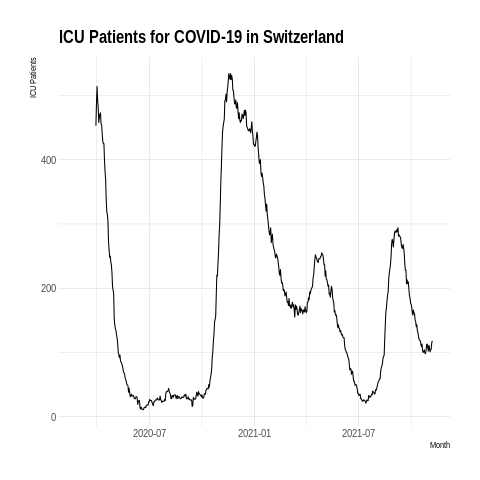 ICU Patients for COVID-19 in Switzerland
ICU Patients
400
200
0
2020-07
2021-01
2021-07
Month